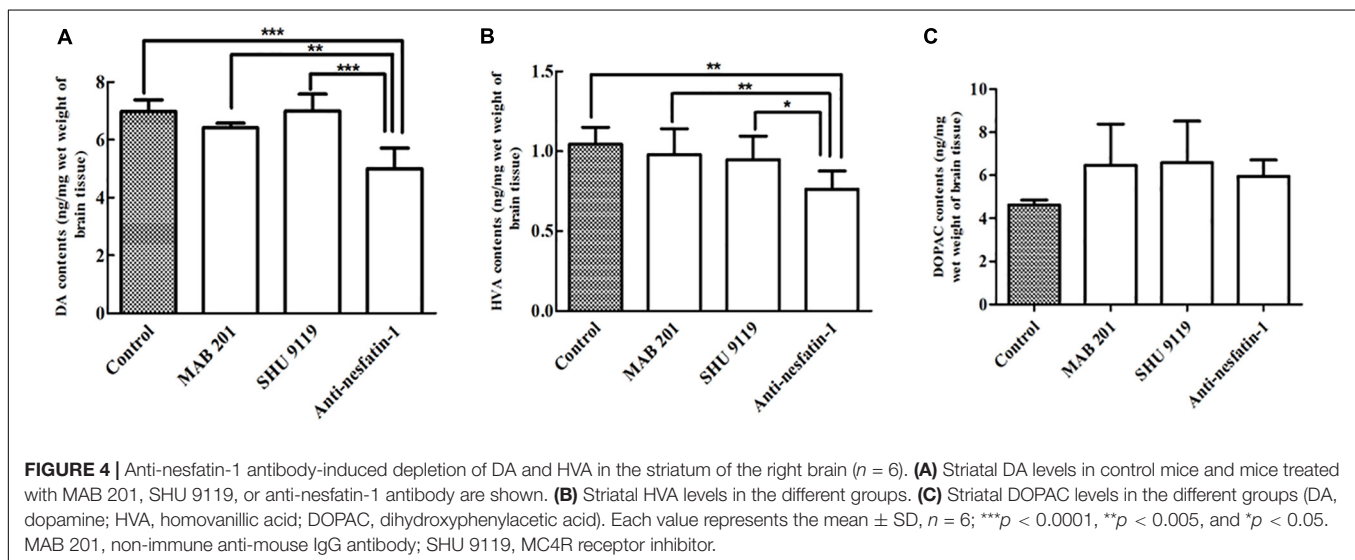 A
***
**
***
DA contents (ng/mg wet weight of
brain tissue)
8
6
4
2
0
Control
MAB 201
SHU 9119
Anti-nesfatin-1
B
**
**
*
HVA contents (ng/mg wet weight of
brain tissue)
1.5
1.0
0.5
0.0
Control
MAB 201
SHU 9119
Anti-nesfatin-1
C
DOPAC contents (ng/mg
wet weight of brain tissue)
10
8
6
4
2
0
Control
MAB 201
SHU 9119
Anti-nesfatin-1
FIGURE 4 | Anti-nesfatin-1 antibody-induced depletion of DA and HVA in the striatum of the right brain (n = 6). (A) Striatal DA levels in control mice and mice treated
with MAB 201, SHU 9119, or anti-nesfatin-1 antibody are shown. (B) Striatal HVA levels in the different groups. (C) Striatal DOPAC levels in the different groups (DA,
dopamine; HVA, homovanillic acid; DOPAC, dihydroxyphenylacetic acid). Each value represents the mean ± SD, n = 6; ***p < 0.0001, **p < 0.005, and *p < 0.05.
MAB 201, non-immune anti-mouse IgG antibody; SHU 9119, MC4R receptor inhibitor.